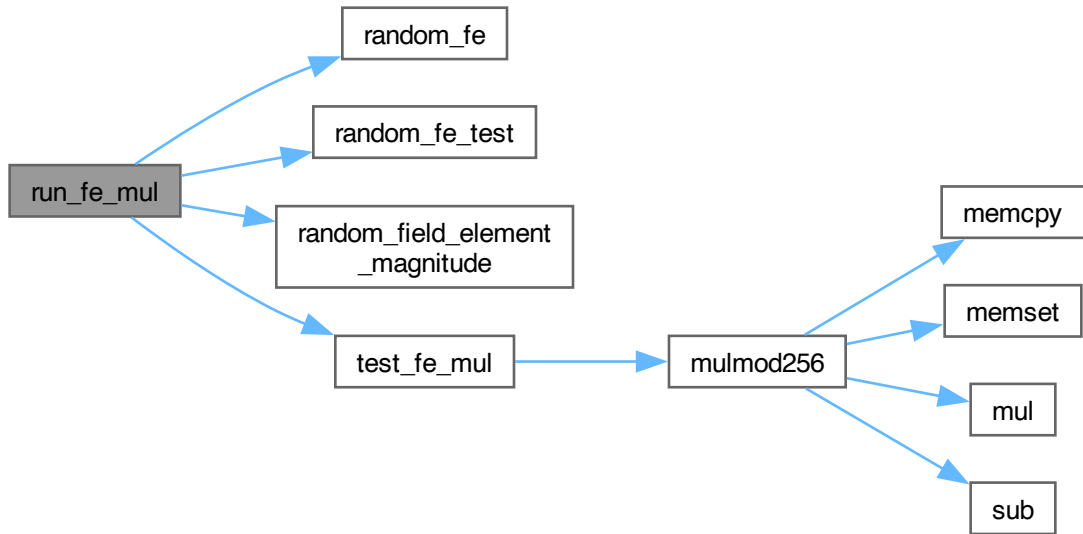 random_fe
random_fe_test
run_fe_mul
random_field_element
_magnitude
test_fe_mul
mulmod256
memcpy
memset
mul
sub